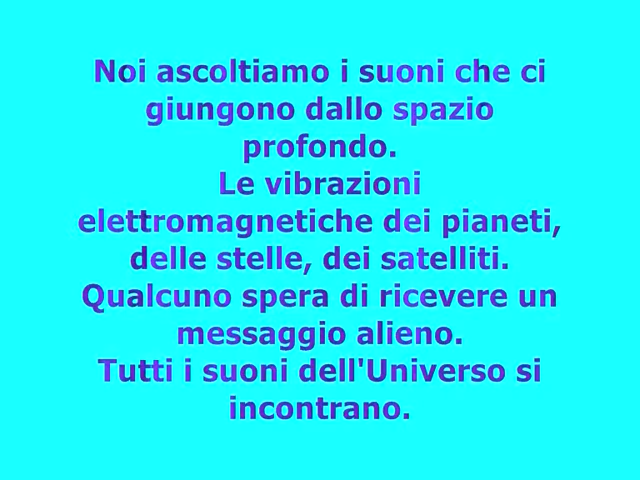 Noi ascoltiamo i suoni che ci
giungono dallo spazio
profondo.
Le vibrazioni
elettromagnetiche dei pianeti,
delle stelle, dei satelliti.
Qualcuno spera di ricevere un
messaggio alieno.
Tutti i suoni dell'Universo si
incontrano.